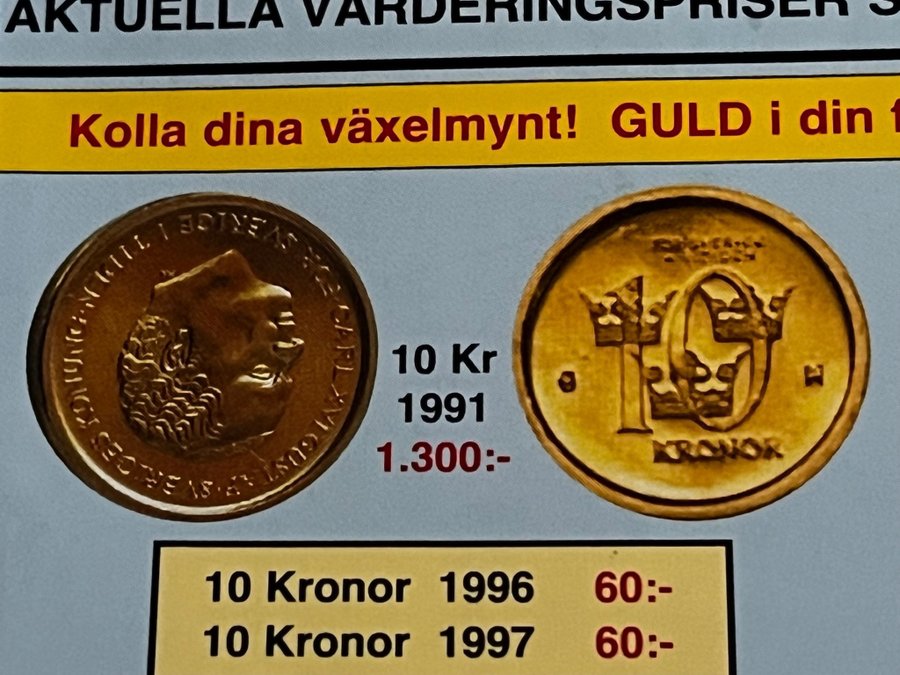 AKTUELLA VÄRDERINGSPRISER
Kolla dina växelmynt! GULD i din
10 Kr
1991
1.300:-
10
KRONOR
10 Kronor 1996 60:-
10 Kronor 1997 60:-